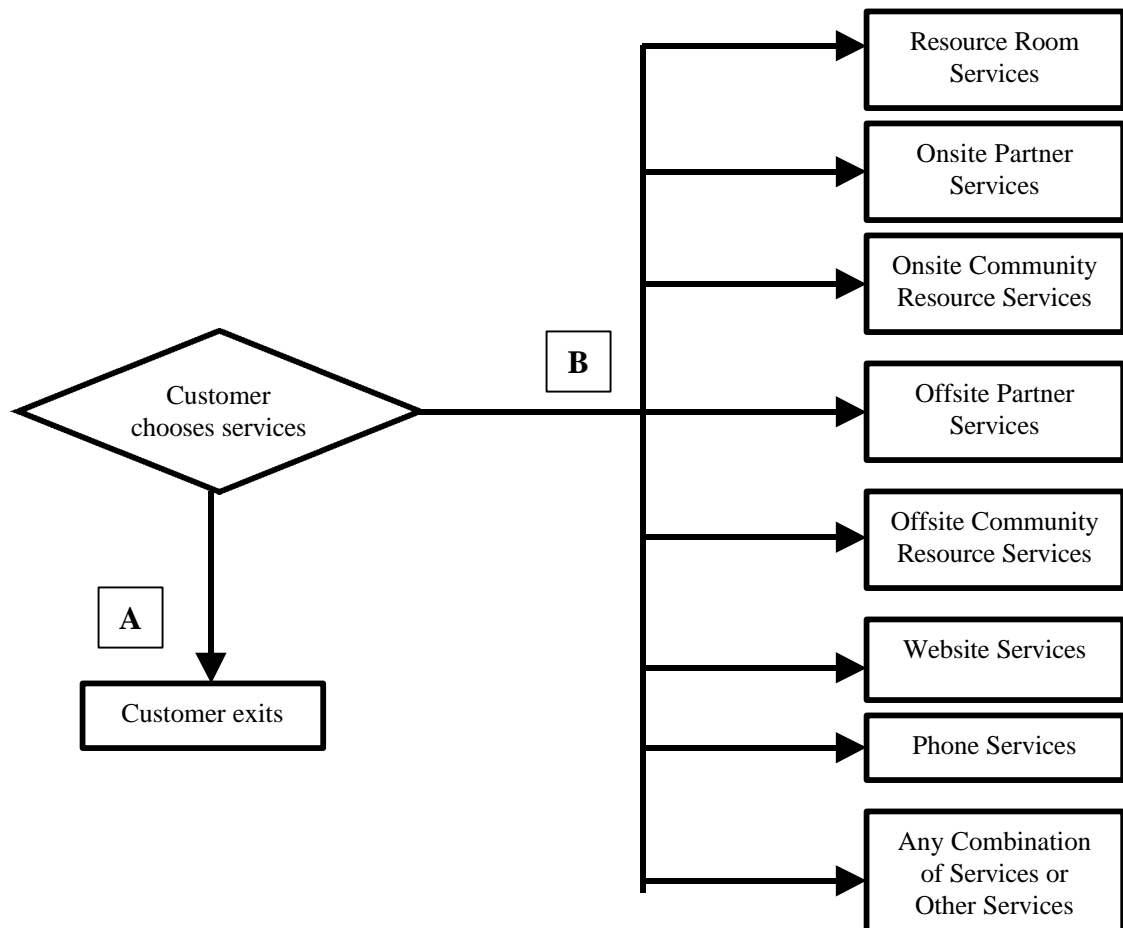 Resource Room
Services
Onsite Partner
Services
Onsite Community
Resource Services
B
Customer
chooses services
Offsite Partner
Services
Offsite Community
Resource Services
A
Website Services
Customer exits
Phone Services
Any Combination
of Services or
Other Services